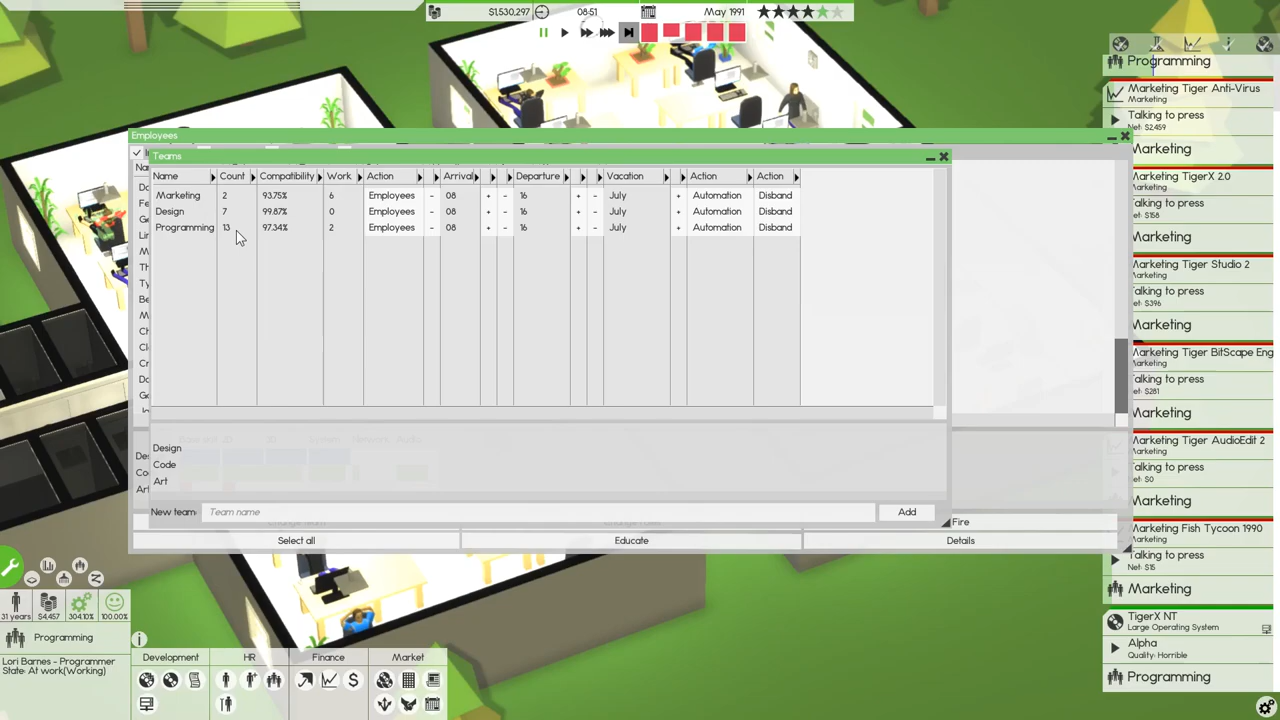 $1,530,297 08:51 May 1991
Programming
Marketing Tiger Anti-Virus
Marketing
Talking to press
Net: $2,459
Marketing
Marketing TigerX 2.0
Marketing
Talking to press
Net: $158
Marketing
Marketing Tiger Studio 2
Marketing
Talking to press
Net: $396
Marketing
Marketing Tiger BitScape Eng
Marketing
Talking to press
Net: $281
Marketing
Marketing Tiger AudioEdit 2
Marketing
Talking to press
Net: $0
Marketing
Marketing Fish Tycoon 1990
Marketing
Talking to press
Net: $15
Marketing
TigerX NT
Large Operating System
Alpha
Quality: Horrible
Programming
Employees
Teams
Name Count Compatibility Work Action Arrival Departure Vacation Action Action
Marketing 2 93.75% 6 Employees - 08 + - 16 + - July + Automation Disband
Design 7 99.87% 0 Employees - 08 + - 16 + - July + Automation Disband
Programming 13 97.34% 2 Employees - 08 + - 16 + - July + Automation Disband
Design
Code
Art
New team: Team name Add
Fire
Select all Educate Details
31 years $4,457 304.10% 100.00%
Programming
Lori Barnes - Programmer
State: At work(Working)
Development HR Finance Market